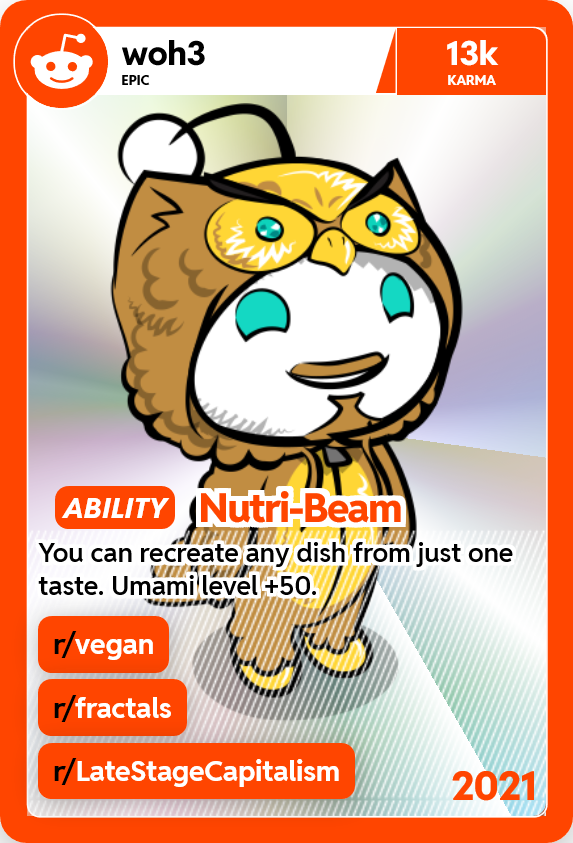 woh3
EPIC
13k
KARMA
ABILITY Nutri-Beam
You can recreate any dish from just one
taste. Umami level +50.
r/vegan
r/fractals
r/LateStageCapitalism
2021